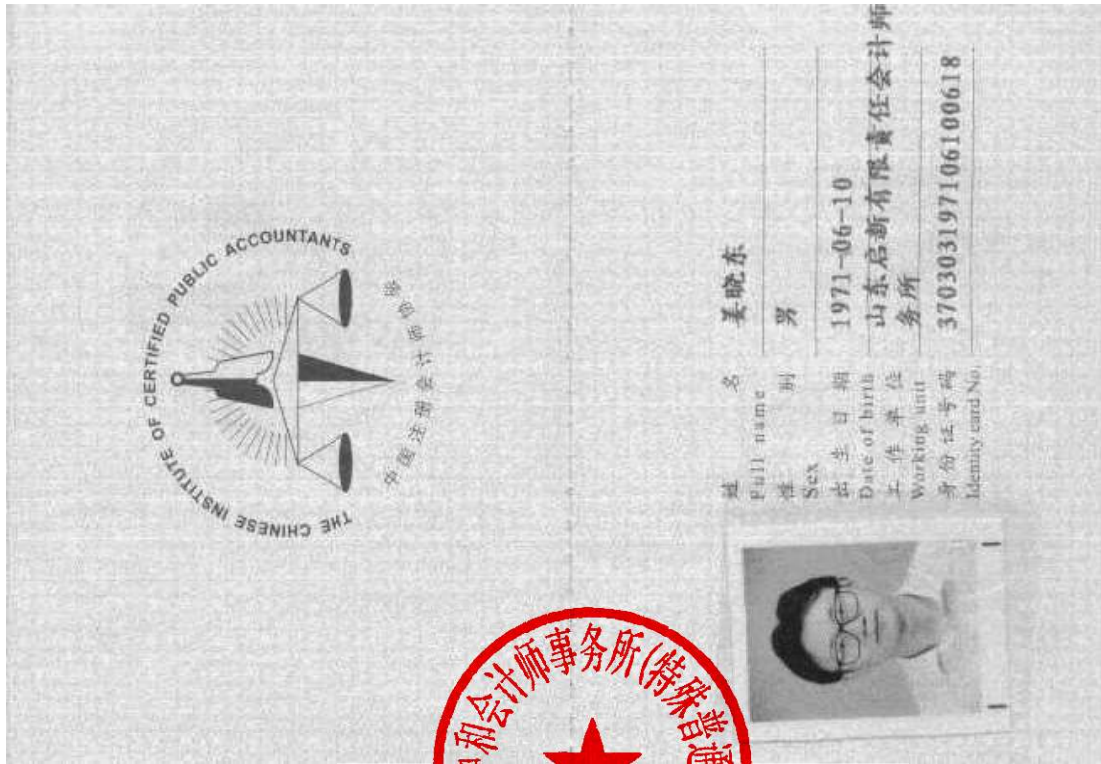 THE CHINESE INSTITUTE OF CERTIFIED PUBLIC ACCOUNTANTS
中国注册会计师协会
姓 名 姜晓东
Full name
性 别 男
Sex
出 生 日 期 1971-06-10
Date of birth
工 作 单 位 山东启新有限责任会计师
Working unit 务所
身份证号码 370303197106100618
Identity card No.
和会计师事务所(特殊普通